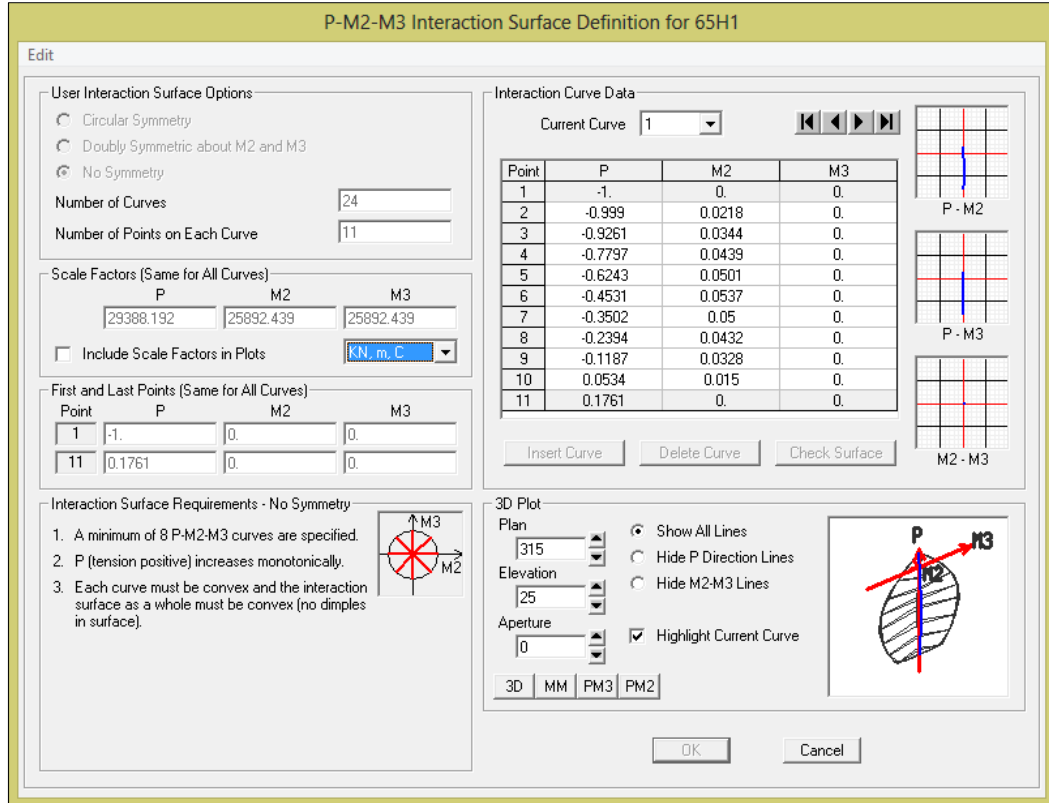 P-M2-M3 Interaction Surface Definition for 65H1
Edit
User Interaction Surface Options
Circular Symmetry
Doubly Symmetric about M2 and M3
No Symmetry
Number of Curves 24
Number of Points on Each Curve 11
Scale Factors (Same for All Curves)
P M2 M3
29388.192 25892.439 25892.439
Include Scale Factors in Plots KN, m, C
First and Last Points (Same for All Curves)
Point P M2 M3
1 -1. 0. 0.
11 0.1761 0. 0.
Interaction Surface Requirements - No Symmetry
1. A minimum of 8 P-M2-M3 curves are specified.
2. P (tension positive) increases monotonically.
3. Each curve must be convex and the interaction
surface as a whole must be convex (no dimples
in surface).
M3
M2
Interaction Curve Data
Current Curve 1
Point P M2 M3
1 -1. 0. 0.
2 -0.999 0.0218 0.
3 -0.9261 0.0344 0.
4 -0.7797 0.0439 0.
5 -0.6243 0.0501 0.
6 -0.4531 0.0537 0.
7 -0.3502 0.05 0.
8 -0.2394 0.0432 0.
9 -0.1187 0.0328 0.
10 0.0534 0.015 0.
11 0.1761 0. 0.
Insert Curve Delete Curve Check Surface
P - M2
P - M3
M2 - M3
3D Plot
Plan
315
Elevation
25
Aperture
0
Show All Lines
Hide P Direction Lines
Hide M2-M3 Lines
Highlight Current Curve
3D MM PM3 PM2
P
M3
M2
OK Cancel